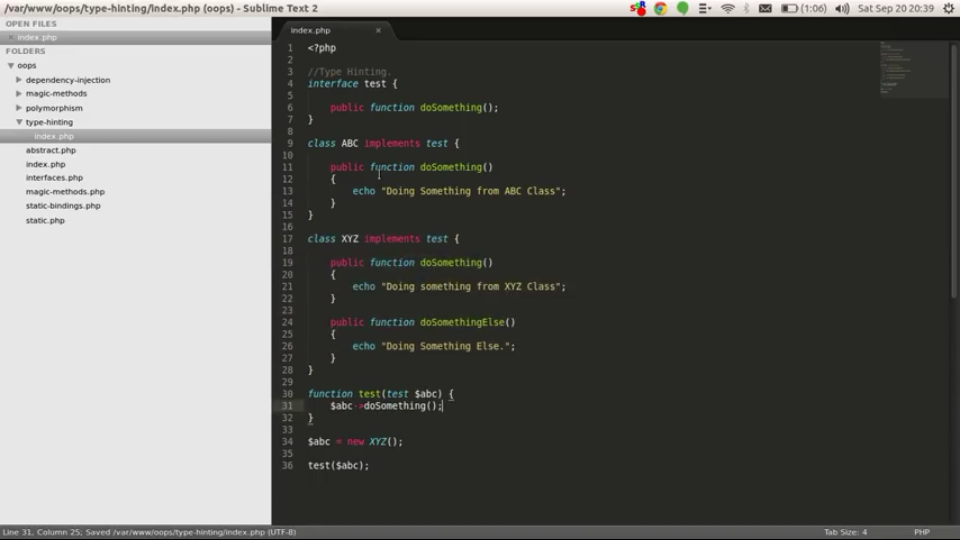 /var/www/oops/type-hinting/index.php (oops) - Sublime Text 2
(1:06) Sat Sep 20 20:39
OPEN FILES
index.php
FOLDERS
oops
dependency-injection
magic-methods
polymorphism
type-hinting
index.php
abstract.php
index.php
interfaces.php
magic-methods.php
static-bindings.php
static.php
index.php
1 <?php
2
3 //Type Hinting.
4 interface test {
5
6 public function doSomething();
7 }
8
9 class ABC implements test {
10
11 public function doSomething()
12 {
13 echo "Doing Something from ABC Class";
14 }
15 }
16
17 class XYZ implements test {
18
19 public function doSomething()
20 {
21 echo "Doing something from XYZ Class";
22 }
23
24 public function doSomethingElse()
25 {
26 echo "Doing Something Else.";
27 }
28 }
29
30 function test(test $abc) {
31 $abc->doSomething();
32 }
33
34 $abc = new XYZ();
35
36 test($abc);
Line 31, Column 25; Saved /var/www/oops/type-hinting/index.php (UTF-8)
Tab Size: 4
PHP